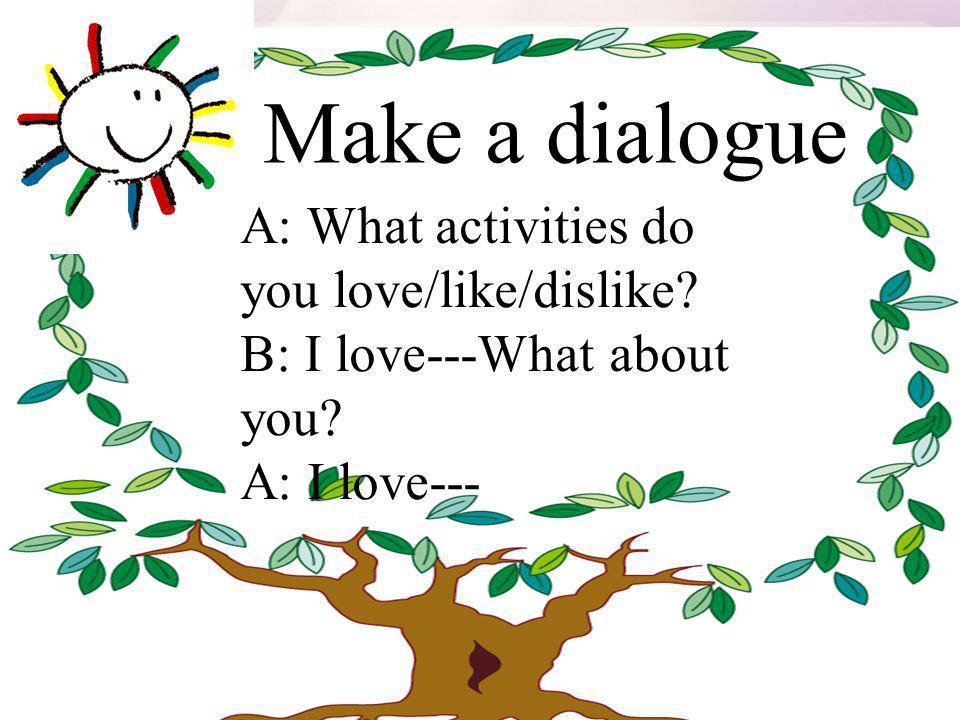 Make a dialogue
A: What activities do
you love/like/dislike?
B: I love---What about
you?
A: I love---